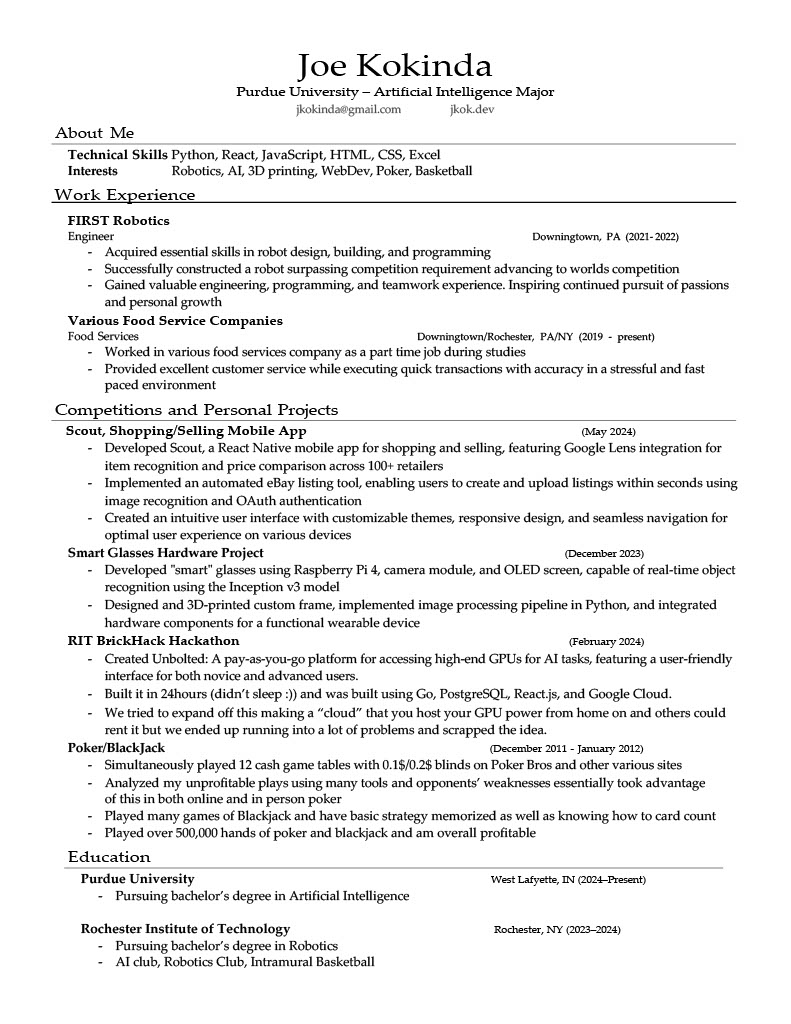 Joe Kokinda
Purdue University – Artificial Intelligence Major
jkokinda@gmail.com jkok.dev
About Me
Technical Skills Python, React, JavaScript, HTML, CSS, Excel
Interests Robotics, AI, 3D printing, WebDev, Poker, Basketball
Work Experience
FIRST Robotics
Engineer Downingtown, PA (2021- 2022)
- Acquired essential skills in robot design, building, and programming
- Successfully constructed a robot surpassing competition requirement advancing to worlds competition
- Gained valuable engineering, programming, and teamwork experience. Inspiring continued pursuit of passions
and personal growth
Various Food Service Companies
Food Services Downingtown/Rochester, PA/NY (2019 - present)
- Worked in various food services company as a part time job during studies
- Provided excellent customer service while executing quick transactions with accuracy in a stressful and fast
paced environment
Competitions and Personal Projects
Scout, Shopping/Selling Mobile App (May 2024)
- Developed Scout, a React Native mobile app for shopping and selling, featuring Google Lens integration for
item recognition and price comparison across 100+ retailers
- Implemented an automated eBay listing tool, enabling users to create and upload listings within seconds using
image recognition and OAuth authentication
- Created an intuitive user interface with customizable themes, responsive design, and seamless navigation for
optimal user experience on various devices
Smart Glasses Hardware Project (December 2023)
- Developed "smart" glasses using Raspberry Pi 4, camera module, and OLED screen, capable of real-time object
recognition using the Inception v3 model
- Designed and 3D-printed custom frame, implemented image processing pipeline in Python, and integrated
hardware components for a functional wearable device
RIT BrickHack Hackathon (February 2024)
- Created Unbolted: A pay-as-you-go platform for accessing high-end GPUs for AI tasks, featuring a user-friendly
interface for both novice and advanced users.
- Built it in 24hours (didn’t sleep :)) and was built using Go, PostgreSQL, React.js, and Google Cloud.
- We tried to expand off this making a “cloud” that you host your GPU power from home on and others could
rent it but we ended up running into a lot of problems and scrapped the idea.
Poker/BlackJack (December 2011 - January 2012)
- Simultaneously played 12 cash game tables with 0.1$/0.2$ blinds on Poker Bros and other various sites
- Analyzed my unprofitable plays using many tools and opponents’ weaknesses essentially took advantage
of this in both online and in person poker
- Played many games of Blackjack and have basic strategy memorized as well as knowing how to card count
- Played over 500,000 hands of poker and blackjack and am overall profitable
Education
Purdue University West Lafyette, IN (2024–Present)
- Pursuing bachelor’s degree in Artificial Intelligence
Rochester Institute of Technology Rochester, NY (2023–2024)
- Pursuing bachelor’s degree in Robotics
- AI club, Robotics Club, Intramural Basketball